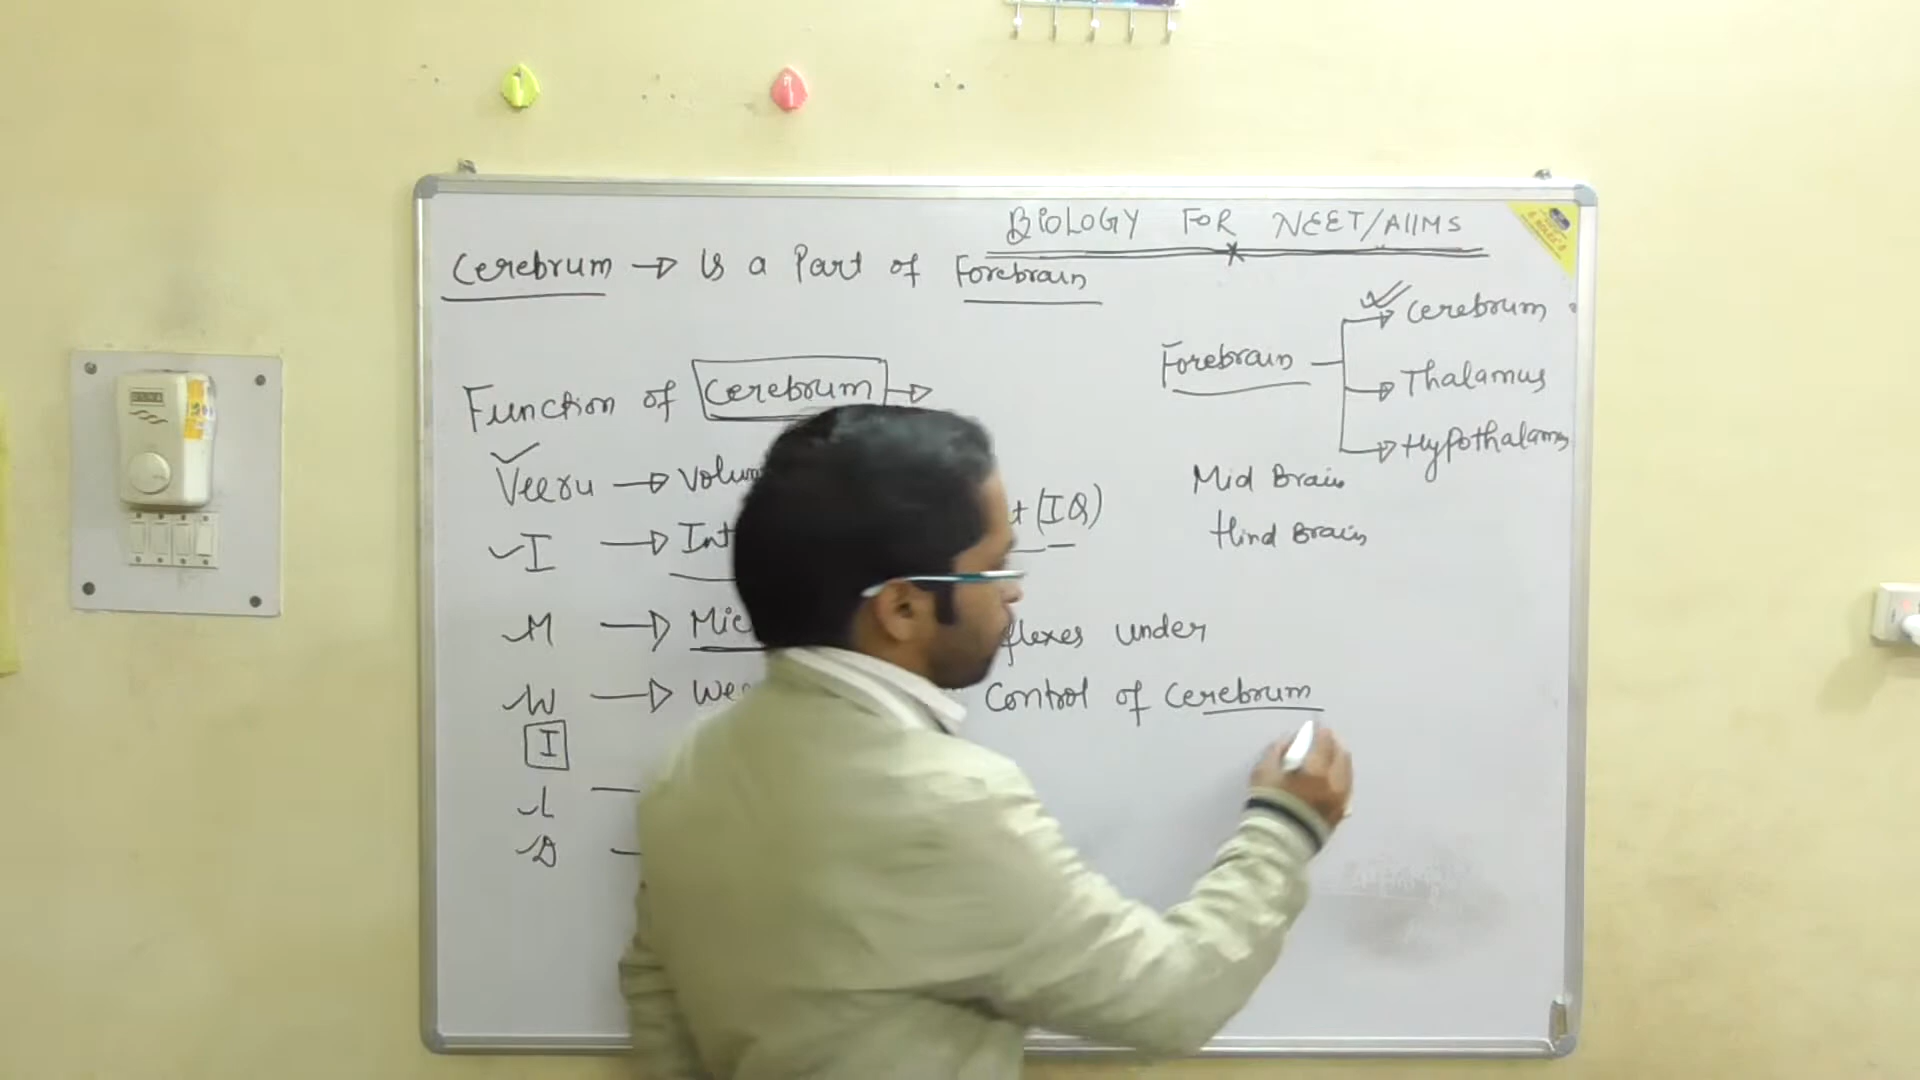 BIOLOGY FOR NEET/AIIMS
Cerebrum → is a Part of Forebrain
Forebrain → Cerebrum
→ Thalamus
→ Hypothalamus
Mid Brain
Hind Brain
Function of Cerebrum →
Veeru → Volun
I → Int t (IQ)
M → Mic flexes under
W → We Control of Cerebrum
I
L
D